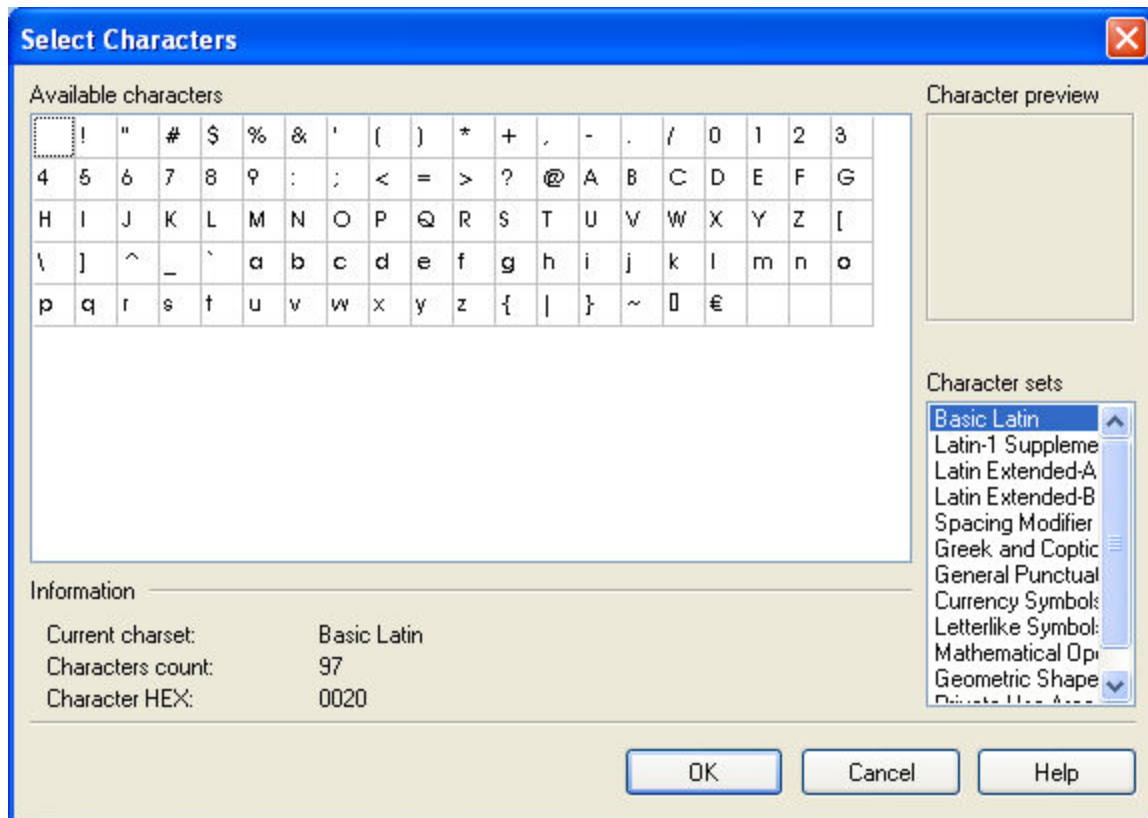 Select Characters
Available characters
! " # $ % & ' ( ) * + , - . / 0 1 2 3
4 5 6 7 8 9 : ; < = > ? @ A B C D E F G
H I J K L M N O P Q R S T U V W X Y Z [
\ ] ^ _ ` a b c d e f g h i j k l m n o
p q r s t u v w x y z { | } ~ ▯ €
Character preview
Character sets
Basic Latin
Latin-1 Suppleme
Latin Extended-A
Latin Extended-B
Spacing Modifier
Greek and Coptic
General Punctuat
Currency Symbols
Letterlike Symbol
Mathematical Ope
Geometric Shape
Information
Current charset: Basic Latin
Characters count: 97
Character HEX: 0020
OK Cancel Help